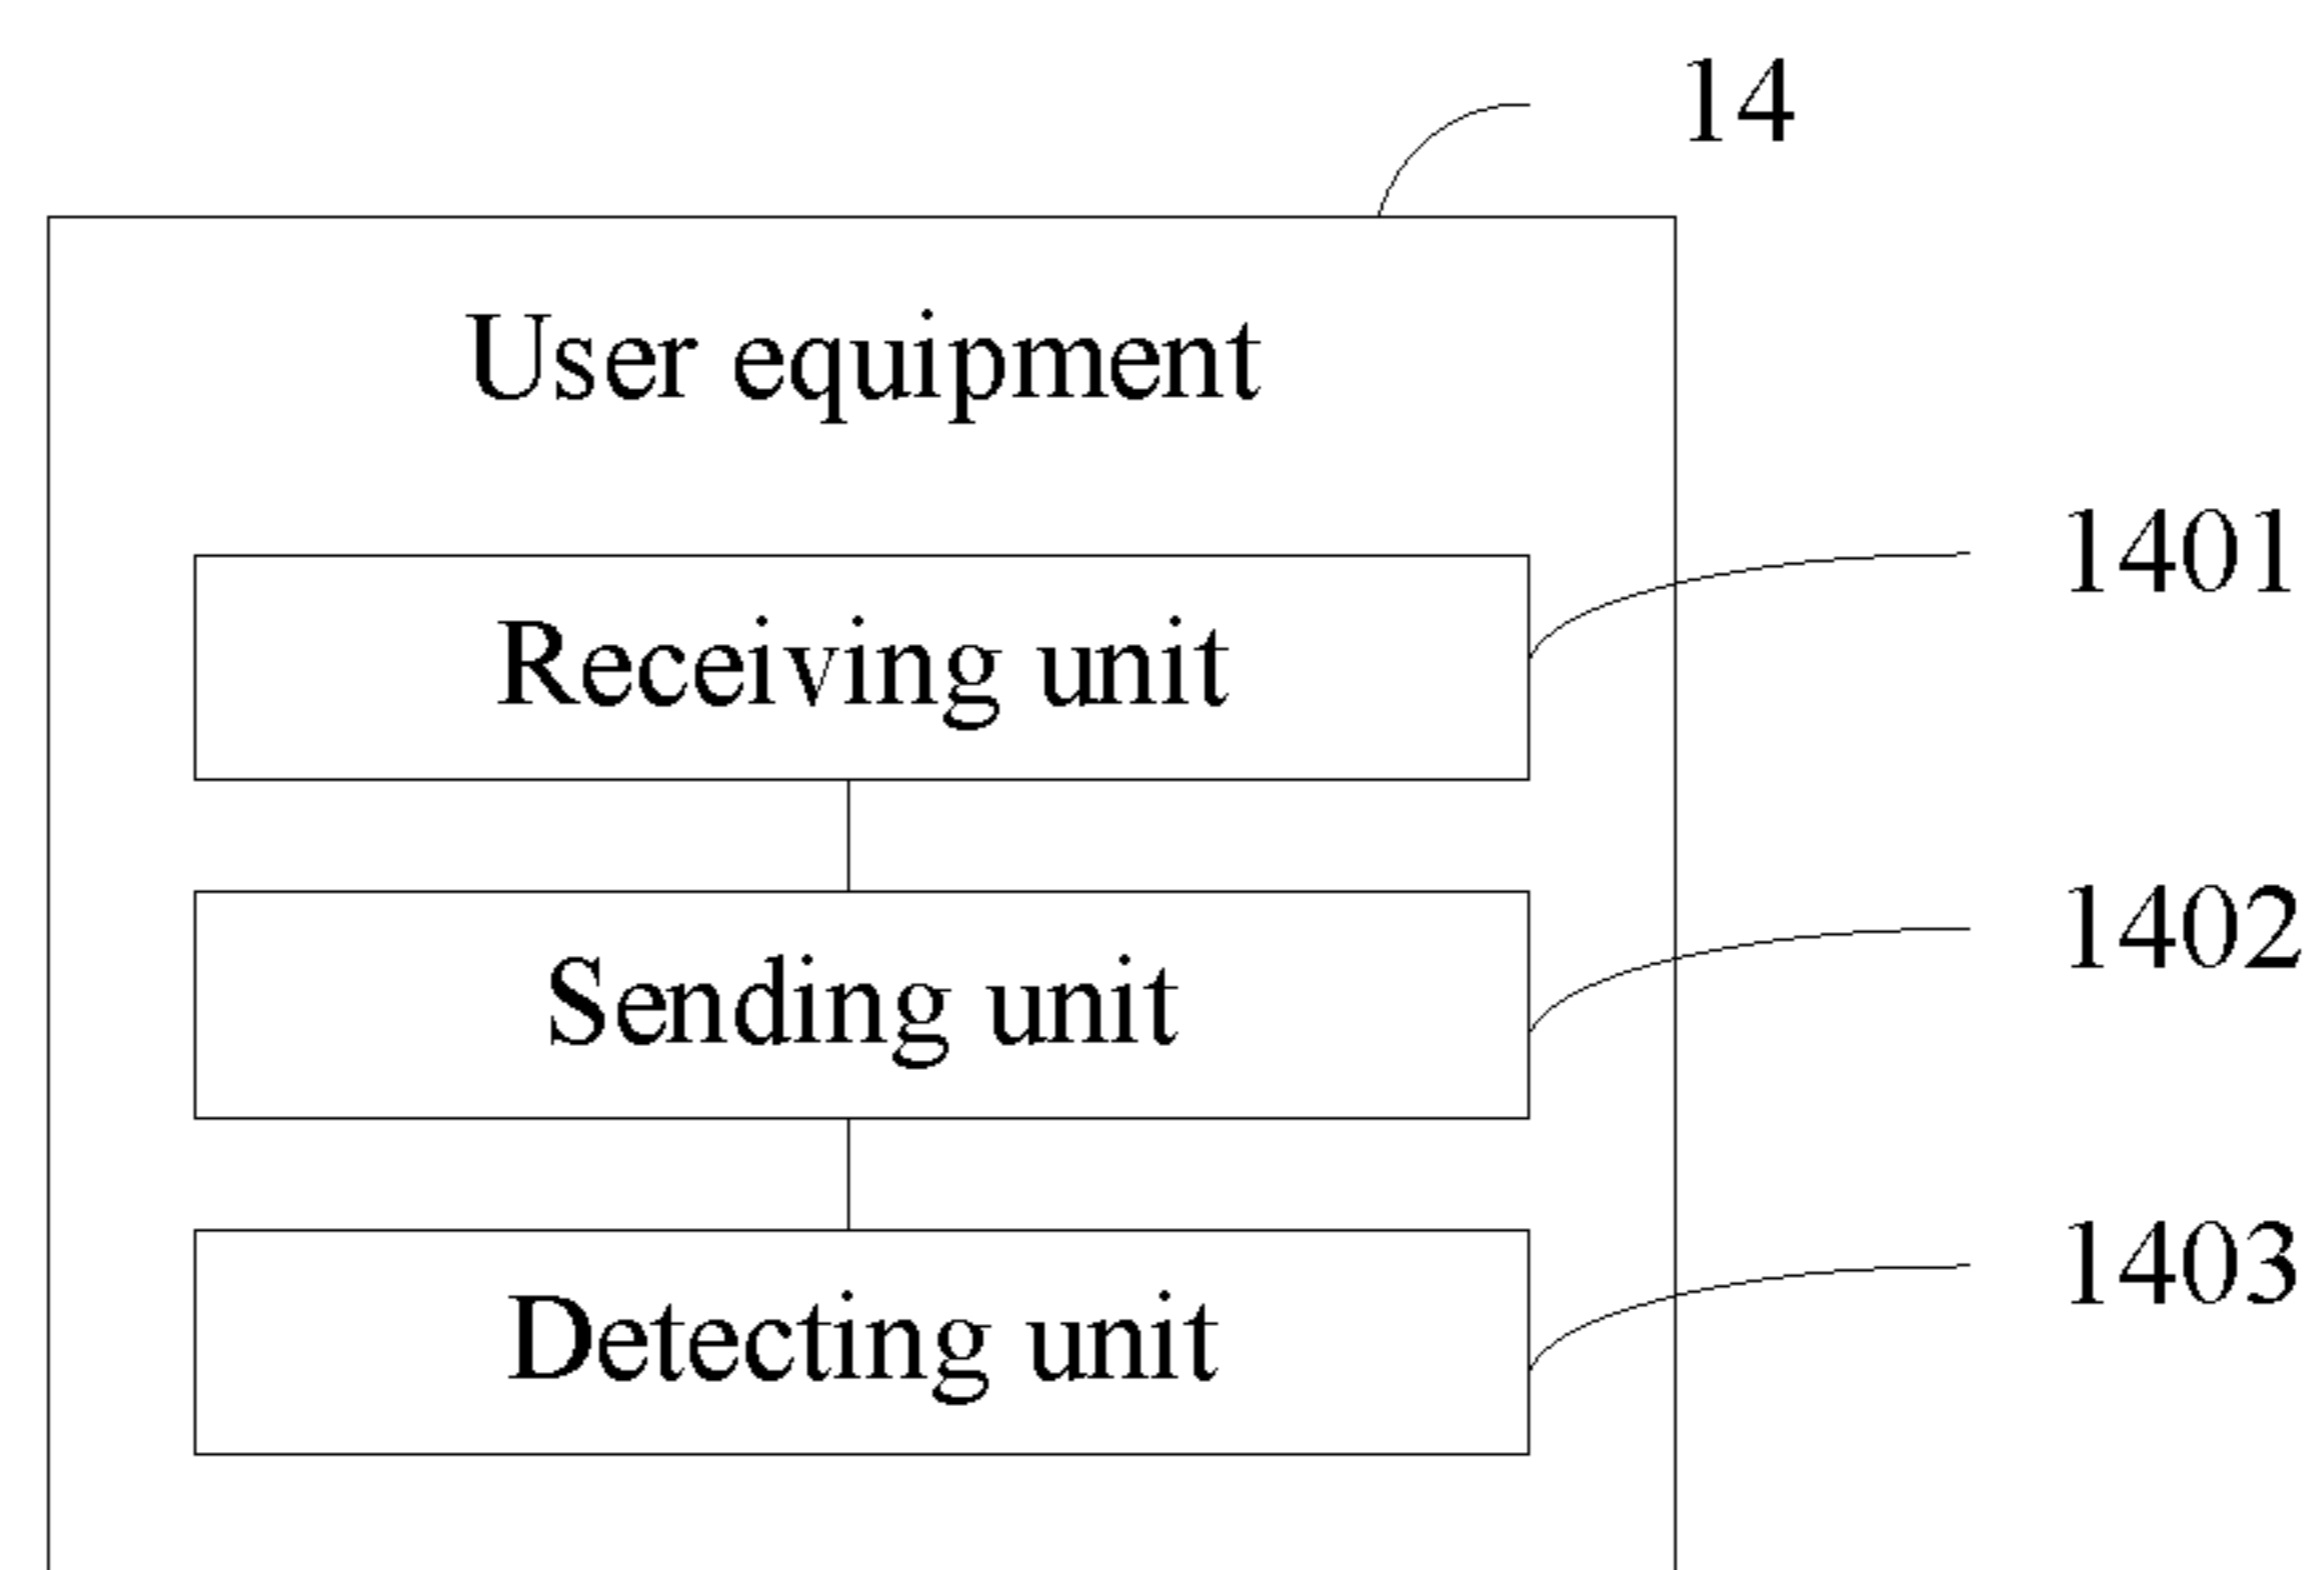 14
User equipment
1401
Receiving unit
1402
Sending unit
1403
Detecting unit